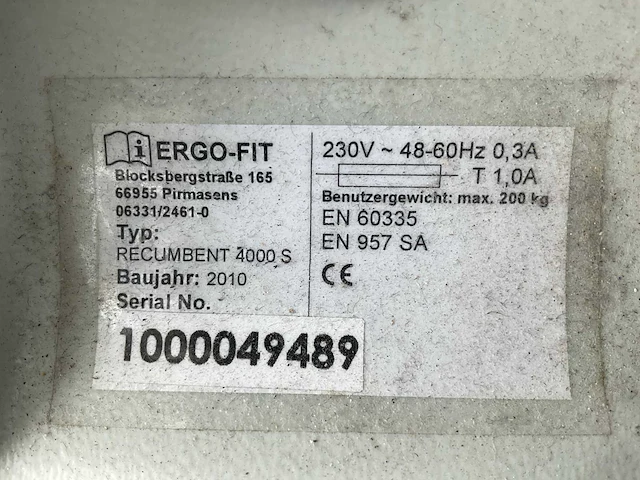 i ERGO-FIT
Blocksbergstraße 165
66955 Pirmasens
06331/2461-0
Typ:
RECUMBENT 4000 S
Baujahr: 2010
Serial No.
1000049489
230V ~ 48-60Hz 0,3A
T 1,0A
Benutzergewicht: max. 200 kg
EN 60335
EN 957 SA
CE